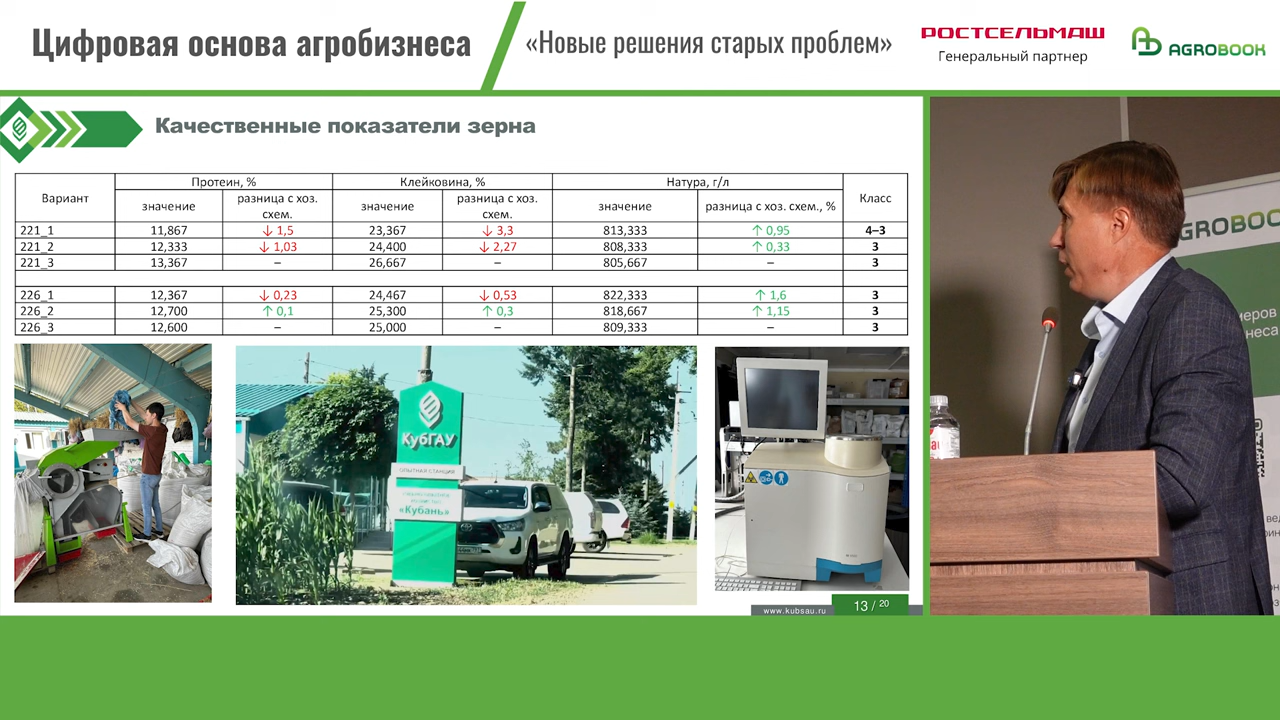 Цифровая основа агробизнеса
«Новые решения старых проблем»
РОСТСЕЛЬМАШ
Генеральный партнер
AGROBOOK
Качественные показатели зерна
Вариант Протеин, % Клейковина, % Натура, г/л Класс
значение разница с хоз. схем. значение разница с хоз. схем. значение разница с хоз. схем., %
221_1 11,867 ↓ 1,5 23,367 ↓ 3,3 813,333 ↑ 0,95 4–3
221_2 12,333 ↓ 1,03 24,400 ↓ 2,27 808,333 ↑ 0,33 3
221_3 13,367 – 26,667 – 805,667 – 3
226_1 12,367 ↓ 0,23 24,467 ↓ 0,53 822,333 ↑ 1,6 3
226_2 12,700 ↑ 0,1 25,300 ↑ 0,3 818,667 ↑ 1,15 3
226_3 12,600 – 25,000 – 809,333 – 3
КубГАУ
ОПЫТНАЯ СТАНЦИЯ
«Кубань»
www.kubsau.ru
13 / 20